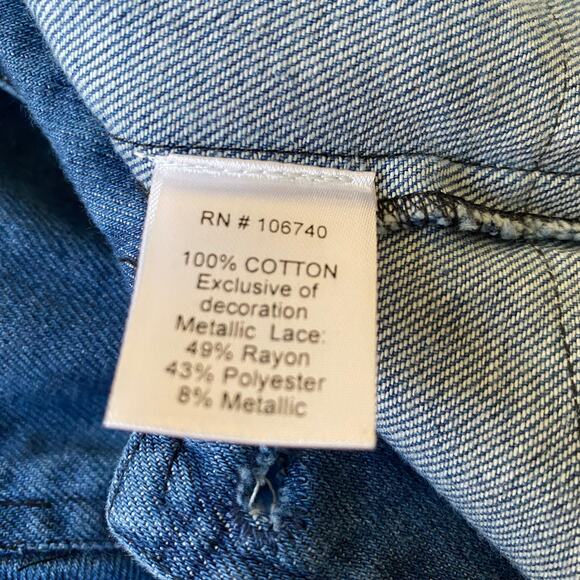 RN # 106740
100% COTTON
Exclusive of
decoration
Metallic Lace:
49% Rayon
43% Polyester
8% Metallic